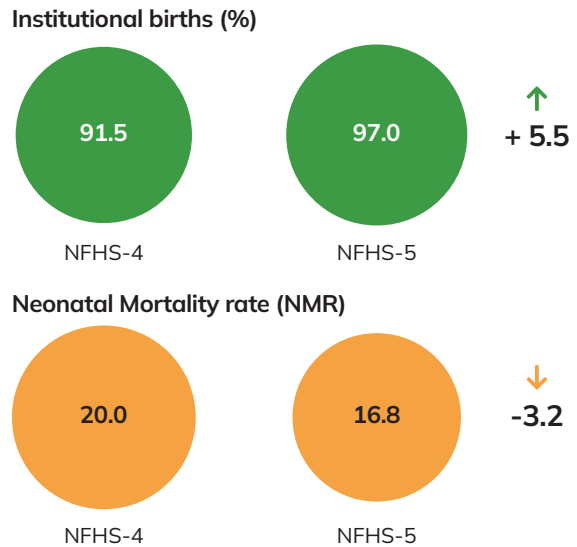 Institutional births (%)
91.5
97.0
+ 5.5
NFHS-4
NFHS-5
Neonatal Mortality rate (NMR)
20.0
16.8
-3.2
NFHS-4
NFHS-5